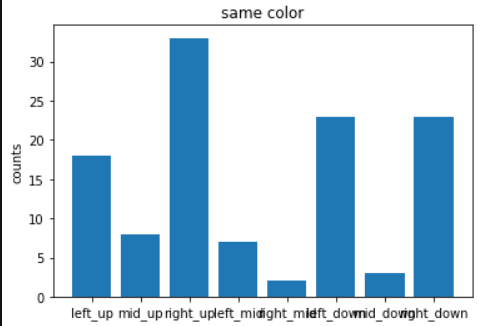 same color
counts
30
25
20
15
10
5
0
left_up mid_up right_up left_mid right_mid left_down mid_down right_down